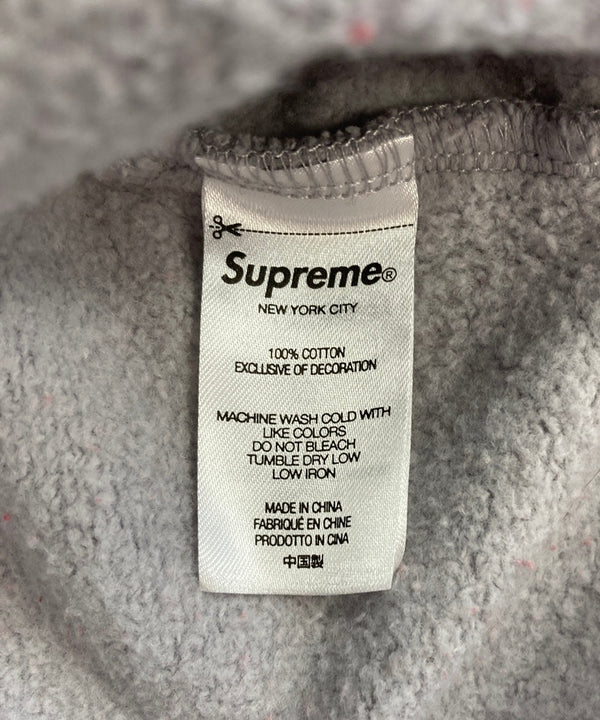 Supreme®
NEW YORK CITY
100% COTTON
EXCLUSIVE OF DECORATION
MACHINE WASH COLD WITH
LIKE COLORS
DO NOT BLEACH
TUMBLE DRY LOW
LOW IRON
MADE IN CHINA
FABRIQUÉ EN CHINE
PRODOTTO IN CINA
中国製